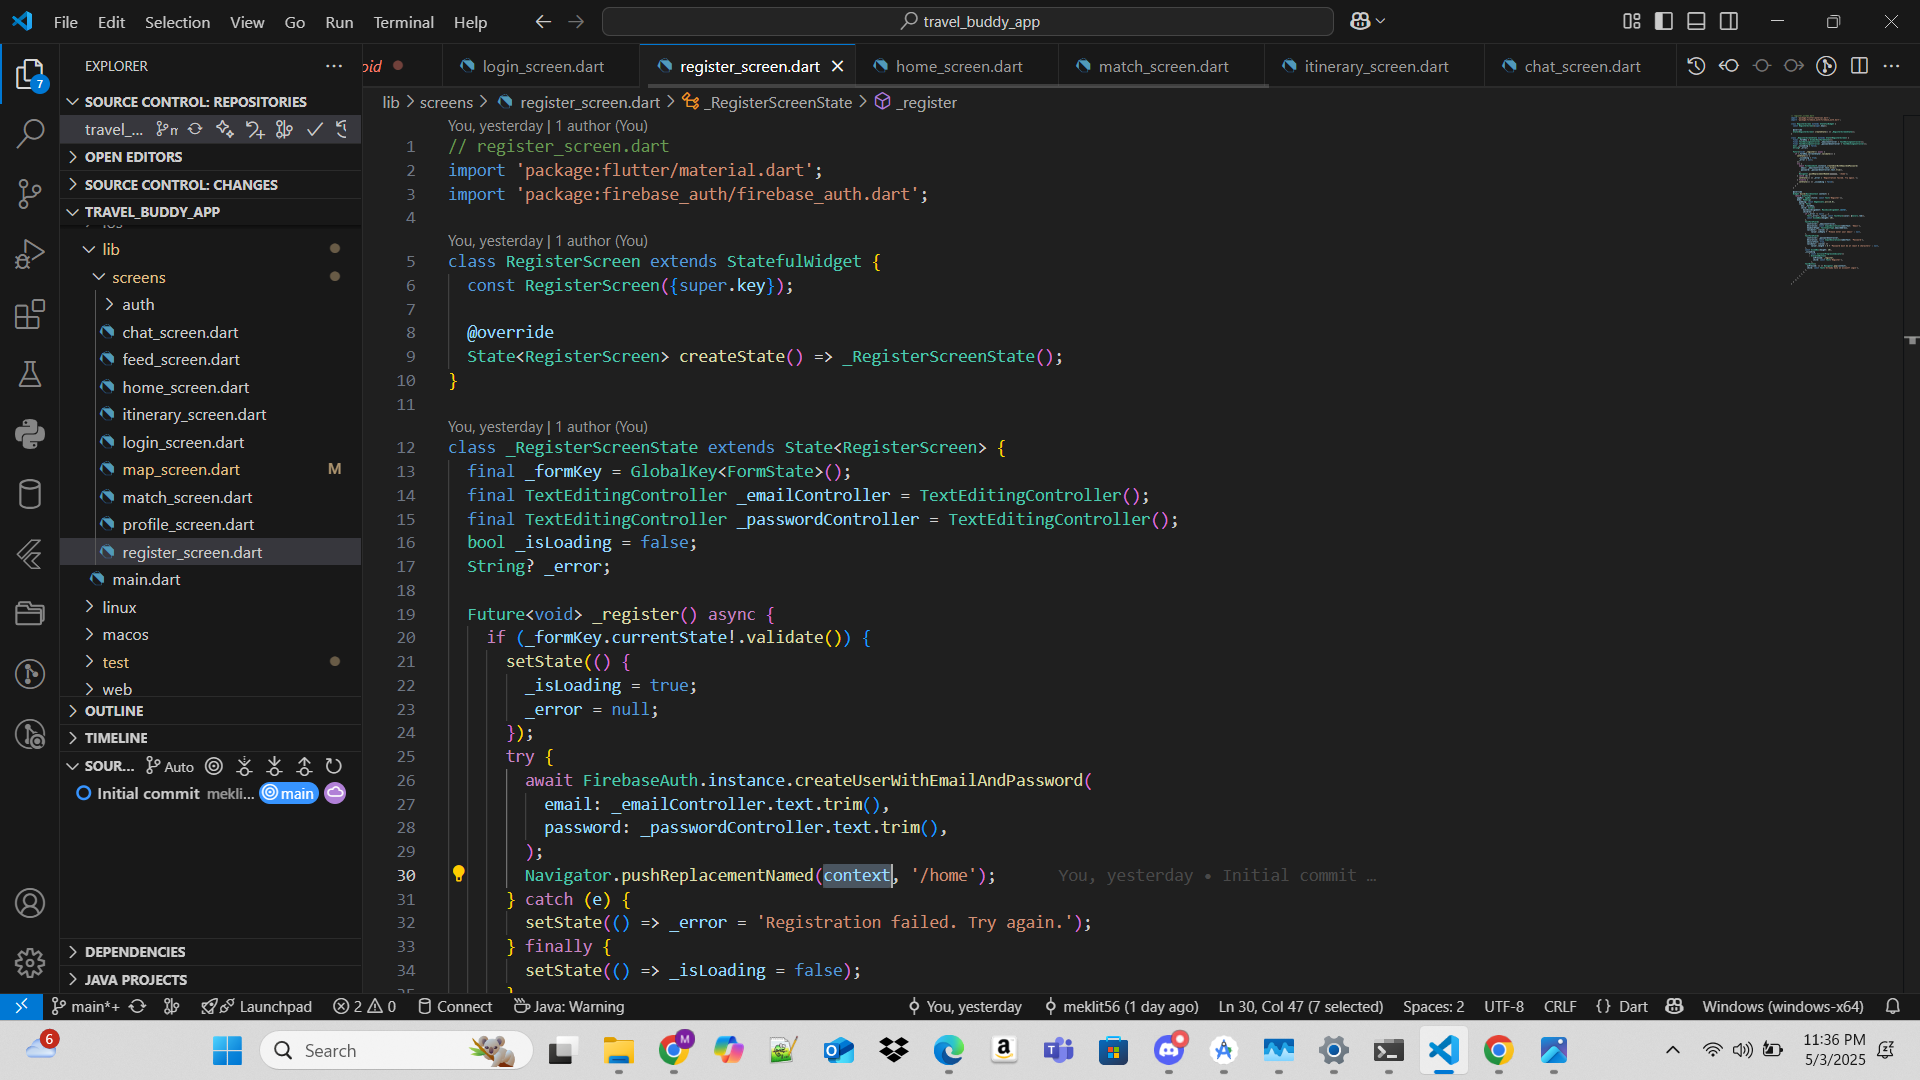 File Edit Selection View Go Run Terminal Help
travel_buddy_app
EXPLORER
SOURCE CONTROL: REPOSITORIES
travel_...
OPEN EDITORS
SOURCE CONTROL: CHANGES
TRAVEL_BUDDY_APP
lib
screens
auth
chat_screen.dart
feed_screen.dart
home_screen.dart
itinerary_screen.dart
login_screen.dart
map_screen.dart M
match_screen.dart
profile_screen.dart
register_screen.dart
main.dart
linux
macos
test
web
OUTLINE
TIMELINE
SOUR... Auto
Initial commit mekli... main
DEPENDENCIES
JAVA PROJECTS
7
oid login_screen.dart register_screen.dart home_screen.dart match_screen.dart itinerary_screen.dart chat_screen.dart
lib > screens > register_screen.dart > _RegisterScreenState > _register
You, yesterday | 1 author (You)
1 // register_screen.dart
2 import 'package:flutter/material.dart';
3 import 'package:firebase_auth/firebase_auth.dart';
4
You, yesterday | 1 author (You)
5 class RegisterScreen extends StatefulWidget {
6 const RegisterScreen({super.key});
7
8 @override
9 State<RegisterScreen> createState() => _RegisterScreenState();
10 }
11
You, yesterday | 1 author (You)
12 class _RegisterScreenState extends State<RegisterScreen> {
13 final _formKey = GlobalKey<FormState>();
14 final TextEditingController _emailController = TextEditingController();
15 final TextEditingController _passwordController = TextEditingController();
16 bool _isLoading = false;
17 String? _error;
18
19 Future<void> _register() async {
20 if (_formKey.currentState!.validate()) {
21 setState(() {
22 _isLoading = true;
23 _error = null;
24 });
25 try {
26 await FirebaseAuth.instance.createUserWithEmailAndPassword(
27 email: _emailController.text.trim(),
28 password: _passwordController.text.trim(),
29 );
30 Navigator.pushReplacementNamed(context, '/home'); You, yesterday • Initial commit …
31 } catch (e) {
32 setState(() => _error = 'Registration failed. Try again.');
33 } finally {
34 setState(() => _isLoading = false);
main*+ Launchpad 2 0 Connect Java: Warning You, yesterday meklit56 (1 day ago) Ln 30, Col 47 (7 selected) Spaces: 2 UTF-8 CRLF {} Dart Windows (windows-x64)
6 Search M a 11:36 PM
5/3/2025